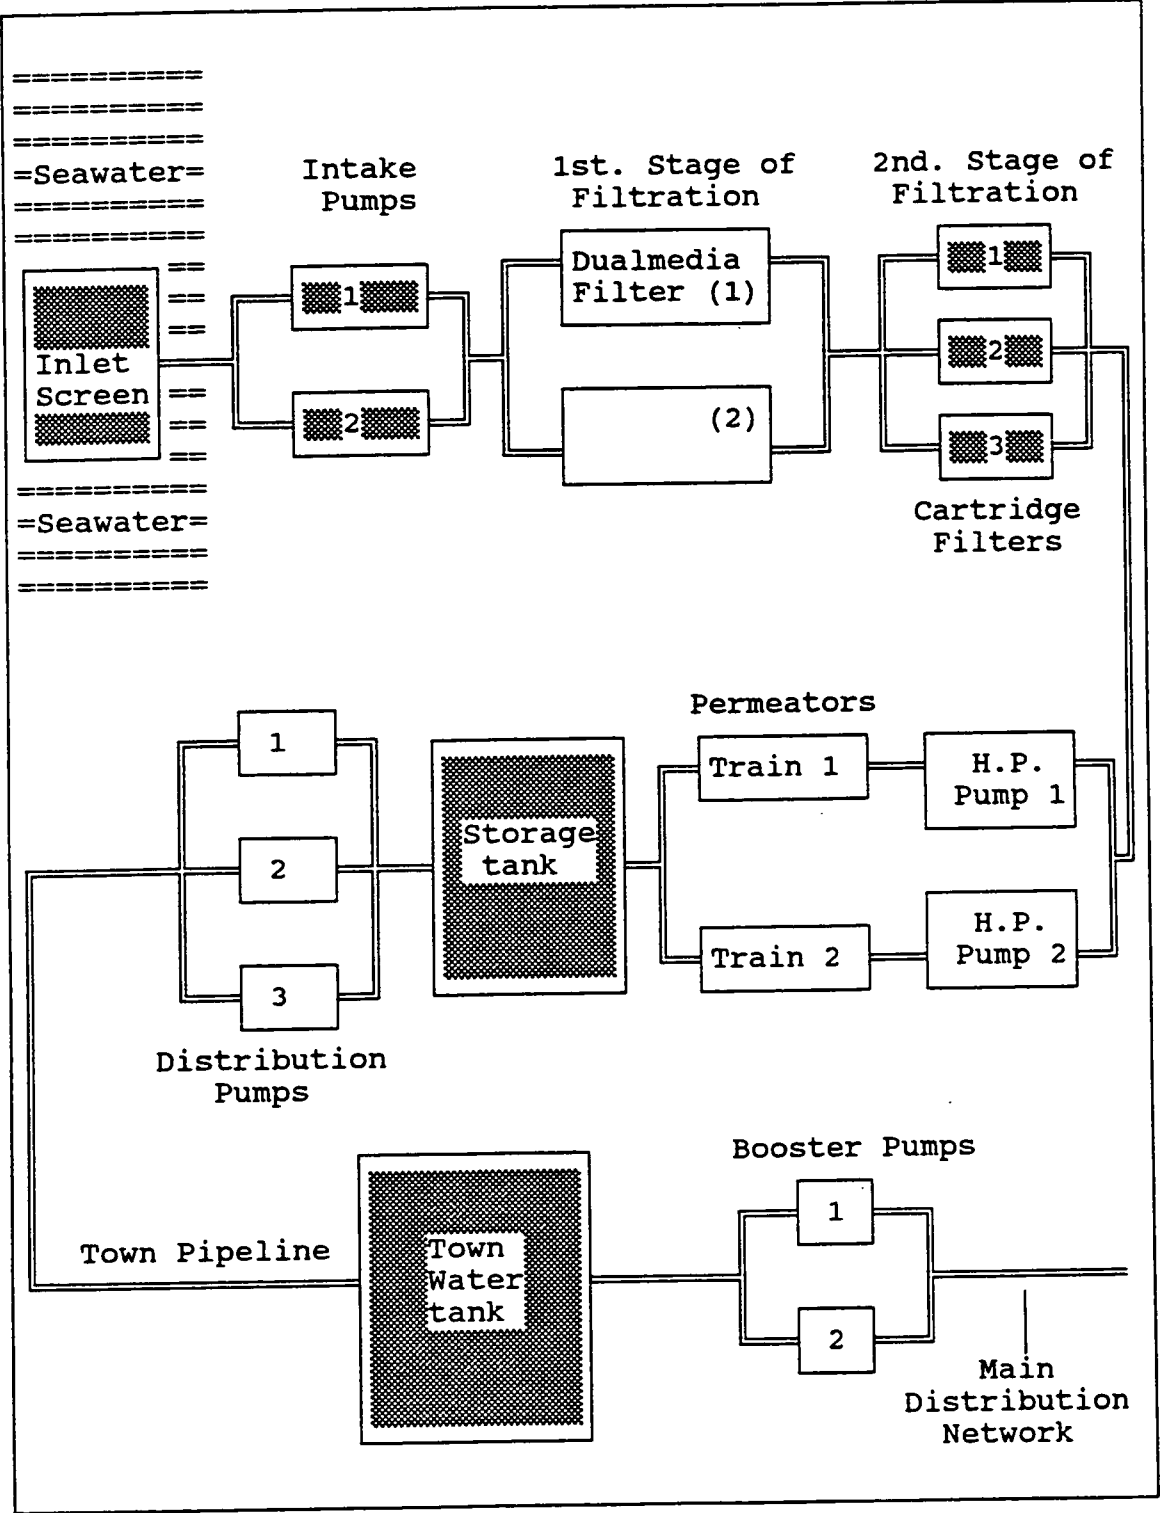 ==========
==========
==========
=Seawater=
==========
==========
==
==
==
Inlet
Screen ==
==
==
==========
=Seawater=
==========
==========
Intake
Pumps
1
2
1st. Stage of
Filtration
Dualmedia
Filter (1)
(2)
2nd. Stage of
Filtration
1
2
3
Cartridge
Filters
Permeators
H.P.
Pump 1
H.P.
Pump 2
Train 1
Train 2
Storage
tank
1
2
3
Distribution
Pumps
Town Pipeline
Town
Water
tank
Booster Pumps
1
2
Main
Distribution
Network